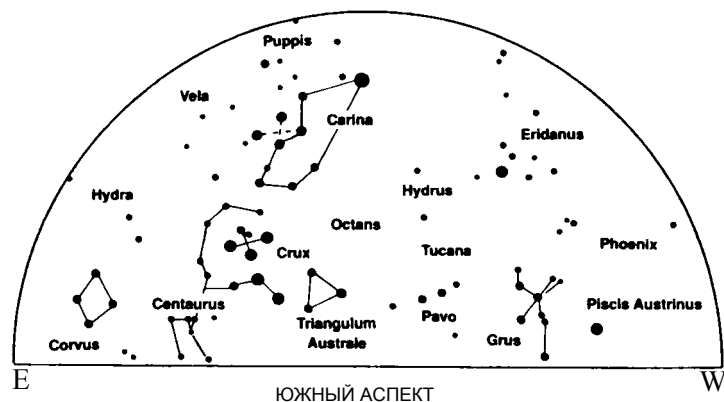 Puppis
Vela
Carina
Eridanus
Hydra
Hydrus
Octans
Crux
Tucana
Phoenix
Centaurus
Piscis Austrinus
Corvus
Triangulum
Australe
Pavo
Grus
E
W
ЮЖНЫЙ АСПЕКТ